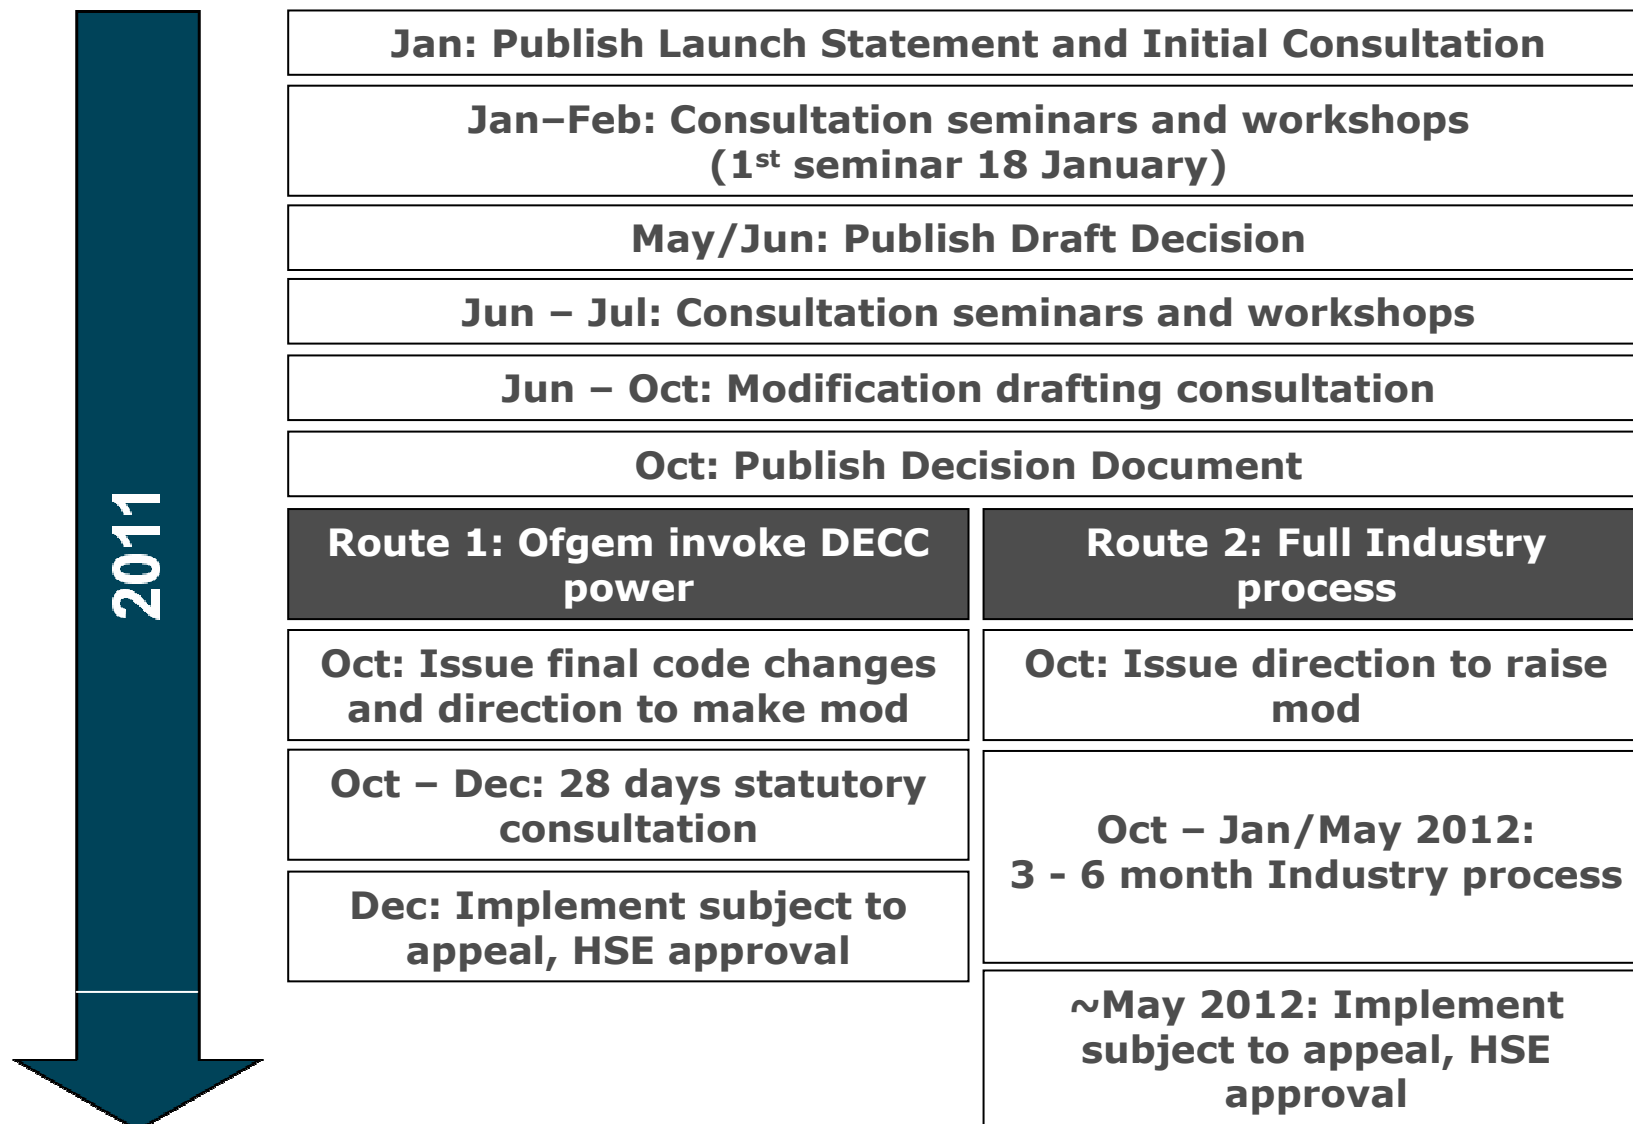 2011
Jan: Publish Launch Statement and Initial Consultation
Jan–Feb: Consultation seminars and workshops
(1st seminar 18 January)
May/Jun: Publish Draft Decision
Jun – Jul: Consultation seminars and workshops
Jun – Oct: Modification drafting consultation
Oct: Publish Decision Document
Route 1: Ofgem invoke DECC
power
Oct: Issue final code changes
and direction to make mod
Oct – Dec: 28 days statutory
consultation
Dec: Implement subject to
appeal, HSE approval
Route 2: Full Industry
process
Oct: Issue direction to raise
mod
Oct – Jan/May 2012:
3 - 6 month Industry process
~May 2012: Implement
subject to appeal, HSE
approval